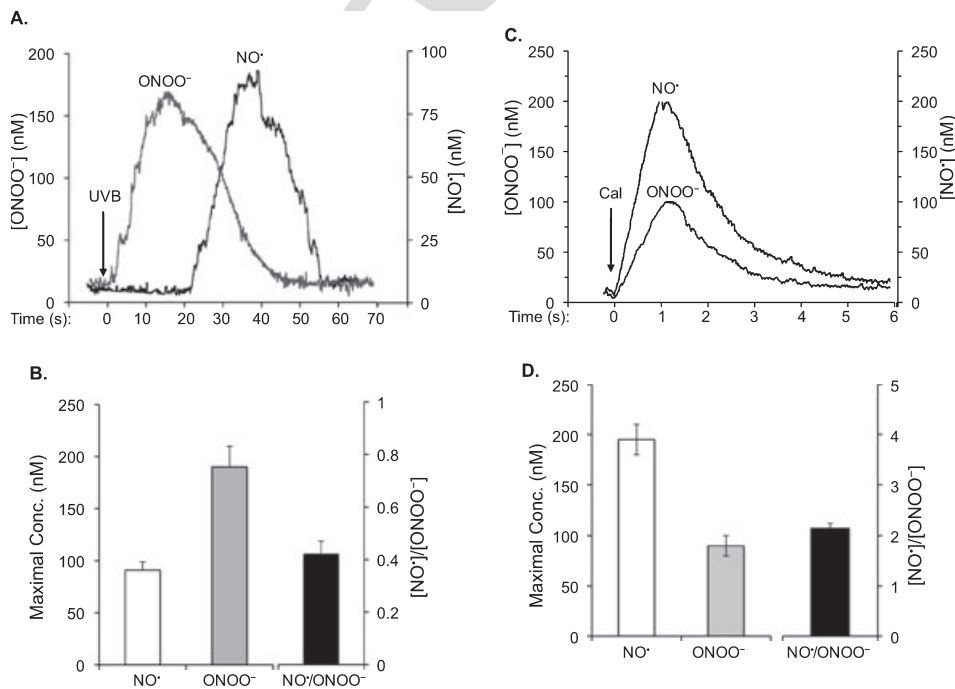 A.
200
150
100
50
0
[ONOO⁻] (nM)
100
75
50
25
0
[NO•] (nM)
ONOO⁻
NO•
UVB
Time (s): 0 10 20 30 40 50 60 70
C.
250
200
150
100
50
0
[ONOO⁻] (nM)
250
200
150
100
50
0
[NO•] (nM)
NO•
ONOO⁻
Cal
Time (s): 0 1 2 3 4 5 6
B.
250
200
150
100
50
0
Maximal Conc. (nM)
1
0.8
0.6
0.4
0.2
0
[NO•]/[ONOO⁻]
NO• ONOO⁻ NO•/ONOO⁻
D.
250
200
150
100
50
0
Maximal Conc. (nM)
5
4
3
2
1
0
[NO•]/[ONOO⁻]
NO• ONOO⁻ NO•/ONOO⁻